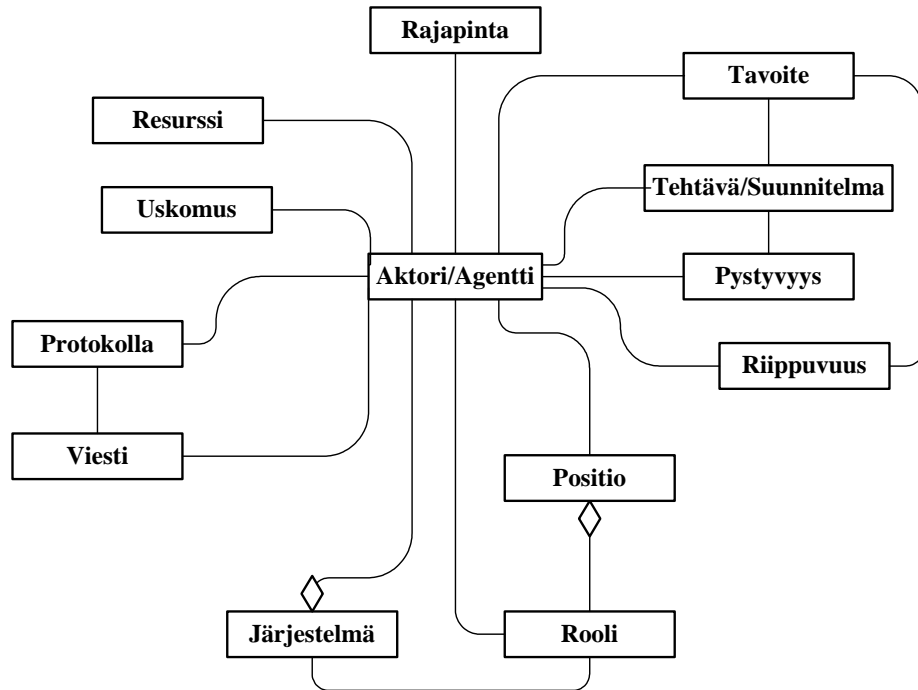 Rajapinta
Tavoite
Resurssi
Tehtävä/Suunnitelma
Uskomus
Aktori/Agentti
Pystyvyys
Protokolla
Riippuvuus
Viesti
Positio
Järjestelmä
Rooli